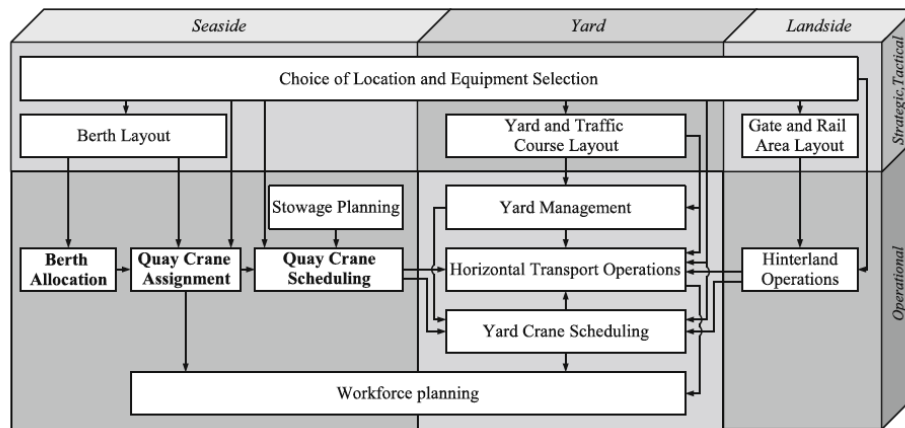 Seaside
Yard
Landside
Strategic,Tactical
Choice of Location and Equipment Selection
Berth Layout
Yard and Traffic
Course Layout
Gate and Rail
Area Layout
Operational
Stowage Planning
Yard Management
Berth
Allocation
Quay Crane
Assignment
Quay Crane
Scheduling
Horizontal Transport Operations
Hinterland
Operations
Yard Crane Scheduling
Workforce planning